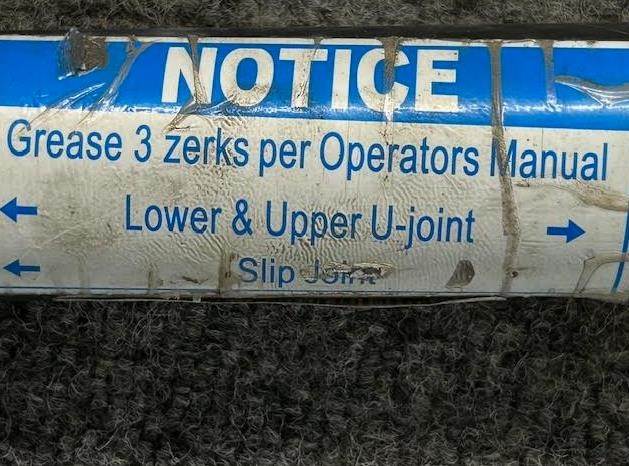 NOTICE
Grease 3 zerks per Operators Manual
← Lower & Upper U-joint →
← Slip Joint